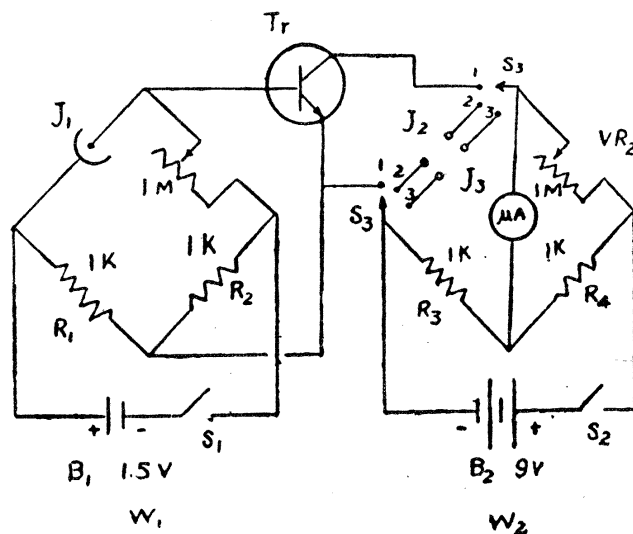 Tr
1 S3
J1
J2 2 3
VR2
1M
1 2 3 J3
1M
S3
μA
1K 1K
1K 1K
R1 R2
R3 R4
+ - S1
- + S2
B1 1.5V
B2 9V
W1
W2